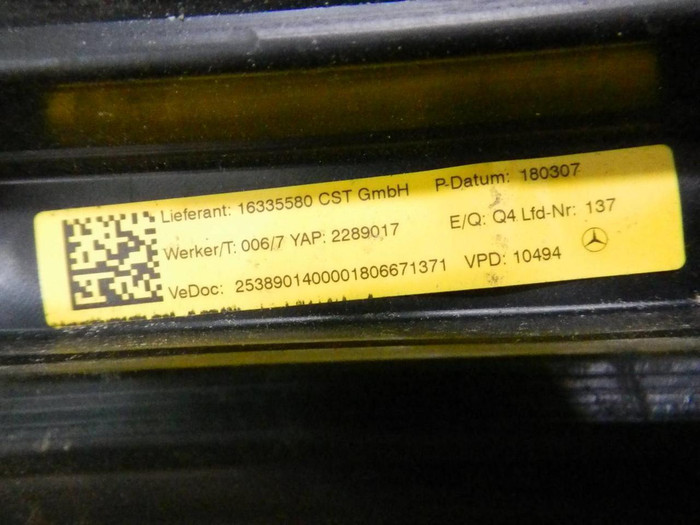 Lieferant: 16335580 CST GmbH P-Datum: 180307
Werker/T: 006/7 YAP: 2289017 E/Q: Q4 Lfd-Nr: 137
VeDoc: 2538901400001806671371 VPD: 10494